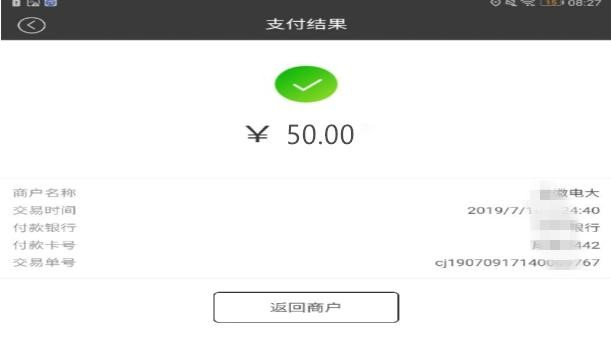 15 08:27
支付结果
¥ 50.00
商户名称 徽电大
交易时间 2019/7/1 24:40
付款银行 银行
付款卡号 442
交易单号 cj19070917140 767
返回商户